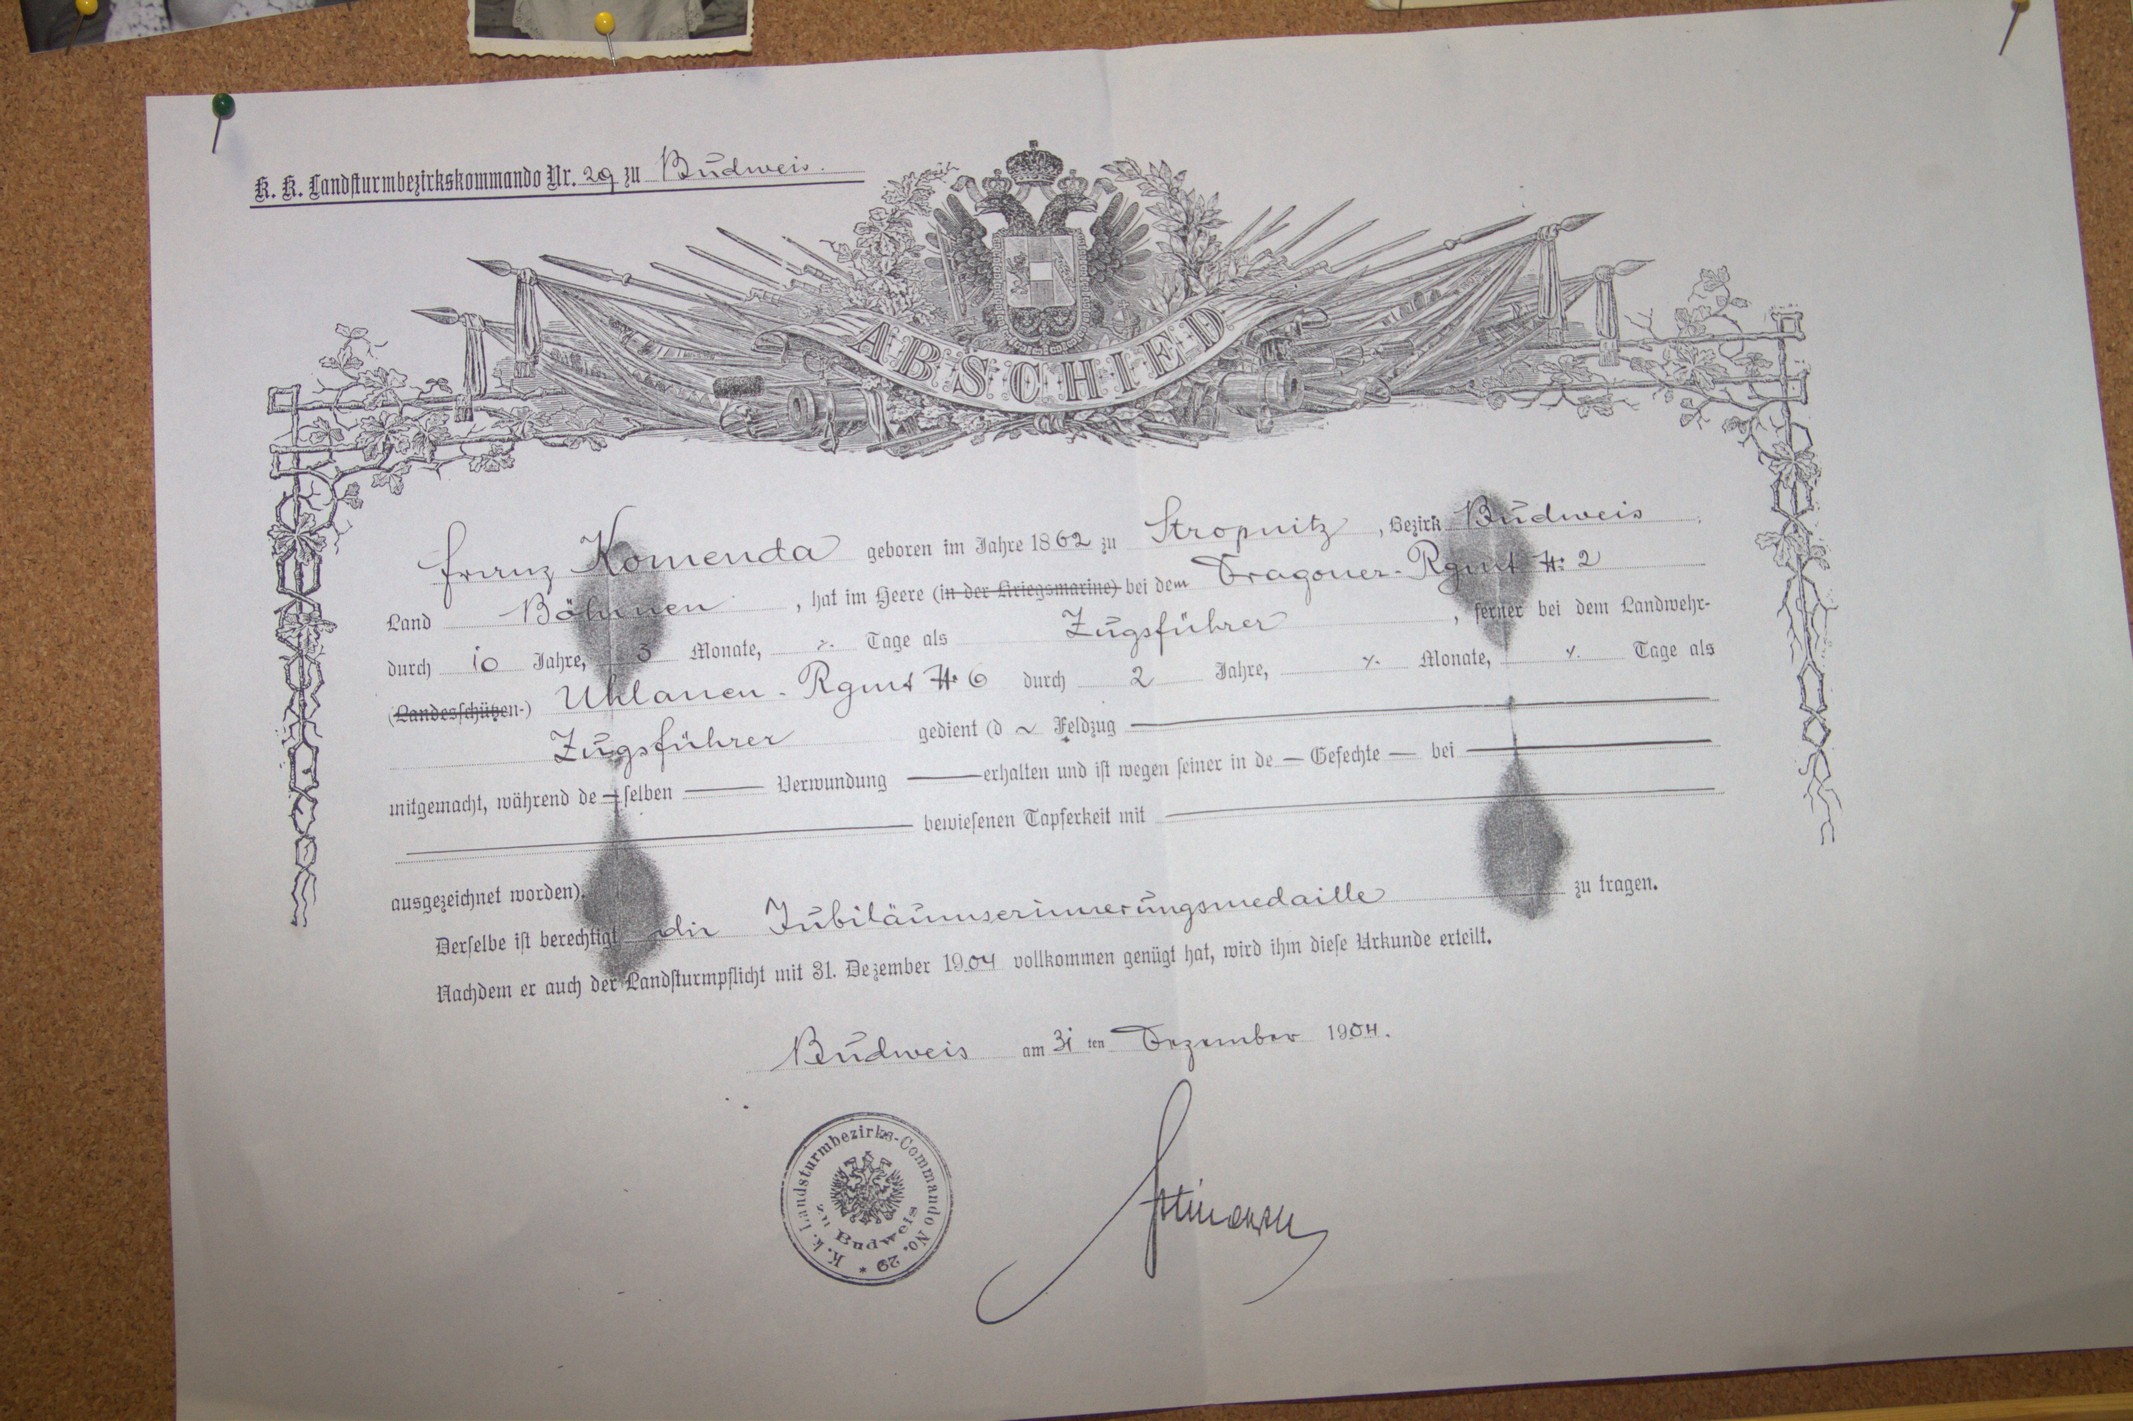 K. K. Landsturmbezirkskommando Nr. 29 zu Budweis.
ABSCHIED
Franz Komenda geboren im Jahre 1862 zu Stropnitz, Bezirk Budweis
Land Böhmen, hat im Heere (in der Kriegsmarine) bei dem Dragoner-Rgmt N: 2
durch 10 Jahre, 3 Monate, ⁒ Tage als Zugsführer, ferner bei dem Landwehr-
(Landesschützen-) Uhlanen-Rgmt N: 6 durch 2 Jahre, ⁒ Monate, ⁒ Tage als
Zugsführer gedient (d ~ Feldzug —
mitgemacht, während de — selben — Verwundung — erhalten und ist wegen seiner in de — Gefechte — bei —
— bewiesenen Tapferkeit mit —
ausgezeichnet worden).
Derselbe ist berechtigt die Jubiläumserinnerungsmedaille zu tragen.
Nachdem er auch der Landsturmpflicht mit 31. Dezember 1904 vollkommen genügt hat, wird ihm diese Urkunde erteilt.
Budweis am 31ten Dezember 1904.
K. k. Landsturmbezirks-Commando No. 29 *
zu Budweis